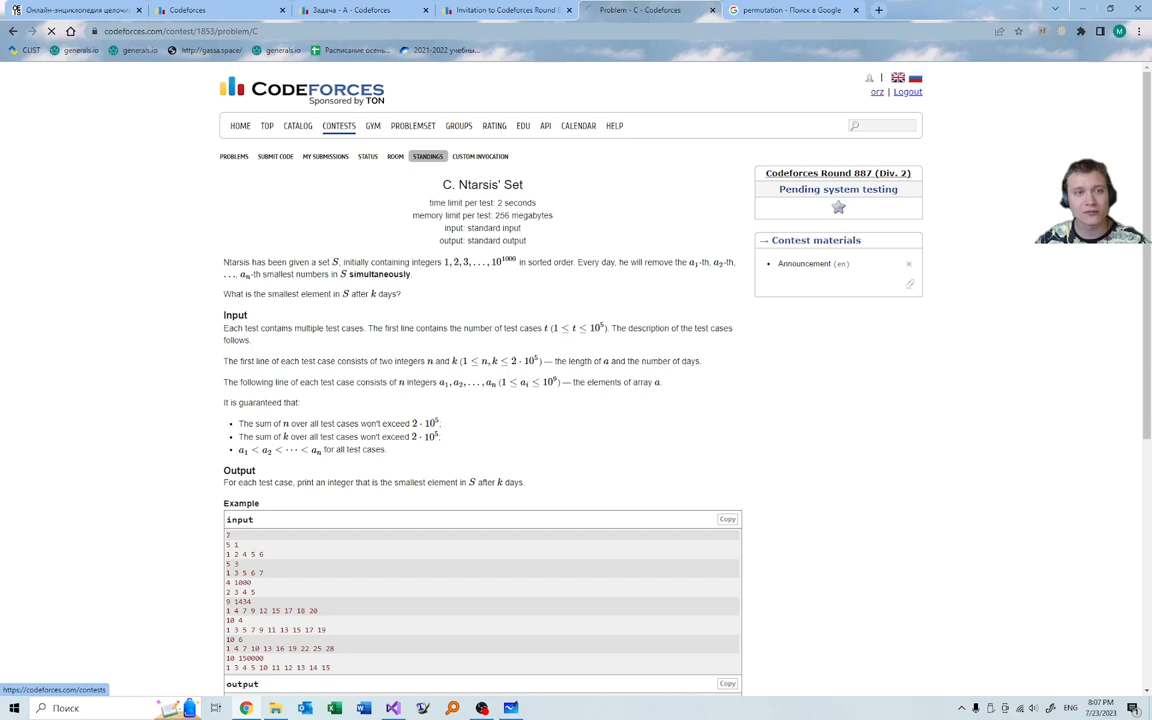 Онлайн-энциклопедия целочи
Codeforces
Задача - A - Codeforces
Invitation to Codeforces Round 8
Problem - C - Codeforces
permutation - Поиск в Google
codeforces.com/contest/1853/problem/C
CLIST
generals.io
generals.io
http://gassa.space/
generals.io
Расписание осень...
2021-2022 учебны...
CODEFORCES
Sponsored by TON
orz | Logout
HOME TOP CATALOG CONTESTS GYM PROBLEMSET GROUPS RATING EDU API CALENDAR HELP
PROBLEMS SUBMIT CODE MY SUBMISSIONS STATUS ROOM STANDINGS CUSTOM INVOCATION
C. Ntarsis' Set
time limit per test: 2 seconds
memory limit per test: 256 megabytes
input: standard input
output: standard output
Ntarsis has been given a set S, initially containing integers 1, 2, 3, …, 10^1000 in sorted order. Every day, he will remove the a1-th, a2-th,
…, an-th smallest numbers in S simultaneously.
What is the smallest element in S after k days?
Input
Each test contains multiple test cases. The first line contains the number of test cases t (1 ≤ t ≤ 10^5). The description of the test cases
follows.
The first line of each test case consists of two integers n and k (1 ≤ n, k ≤ 2 · 10^5) — the length of a and the number of days.
The following line of each test case consists of n integers a1, a2, …, an (1 ≤ ai ≤ 10^9) — the elements of array a.
It is guaranteed that:
• The sum of n over all test cases won't exceed 2 · 10^5;
• The sum of k over all test cases won't exceed 2 · 10^5;
• a1 < a2 < ⋯ < an for all test cases.
Output
For each test case, print an integer that is the smallest element in S after k days.
Example
input
Copy
7
5 1
1 2 4 5 6
5 3
1 3 5 6 7
4 1000
2 3 4 5
9 1434
1 4 7 9 12 15 17 18 20
10 4
1 3 5 7 9 11 13 15 17 19
10 6
1 4 7 10 13 16 19 22 25 28
10 150000
1 3 4 5 10 11 12 13 14 15
output
Copy
Codeforces Round 887 (Div. 2)
Pending system testing
→ Contest materials
• Announcement (en)
https://codeforces.com/contests
Поиск
ENG
8:07 PM
7/23/2023